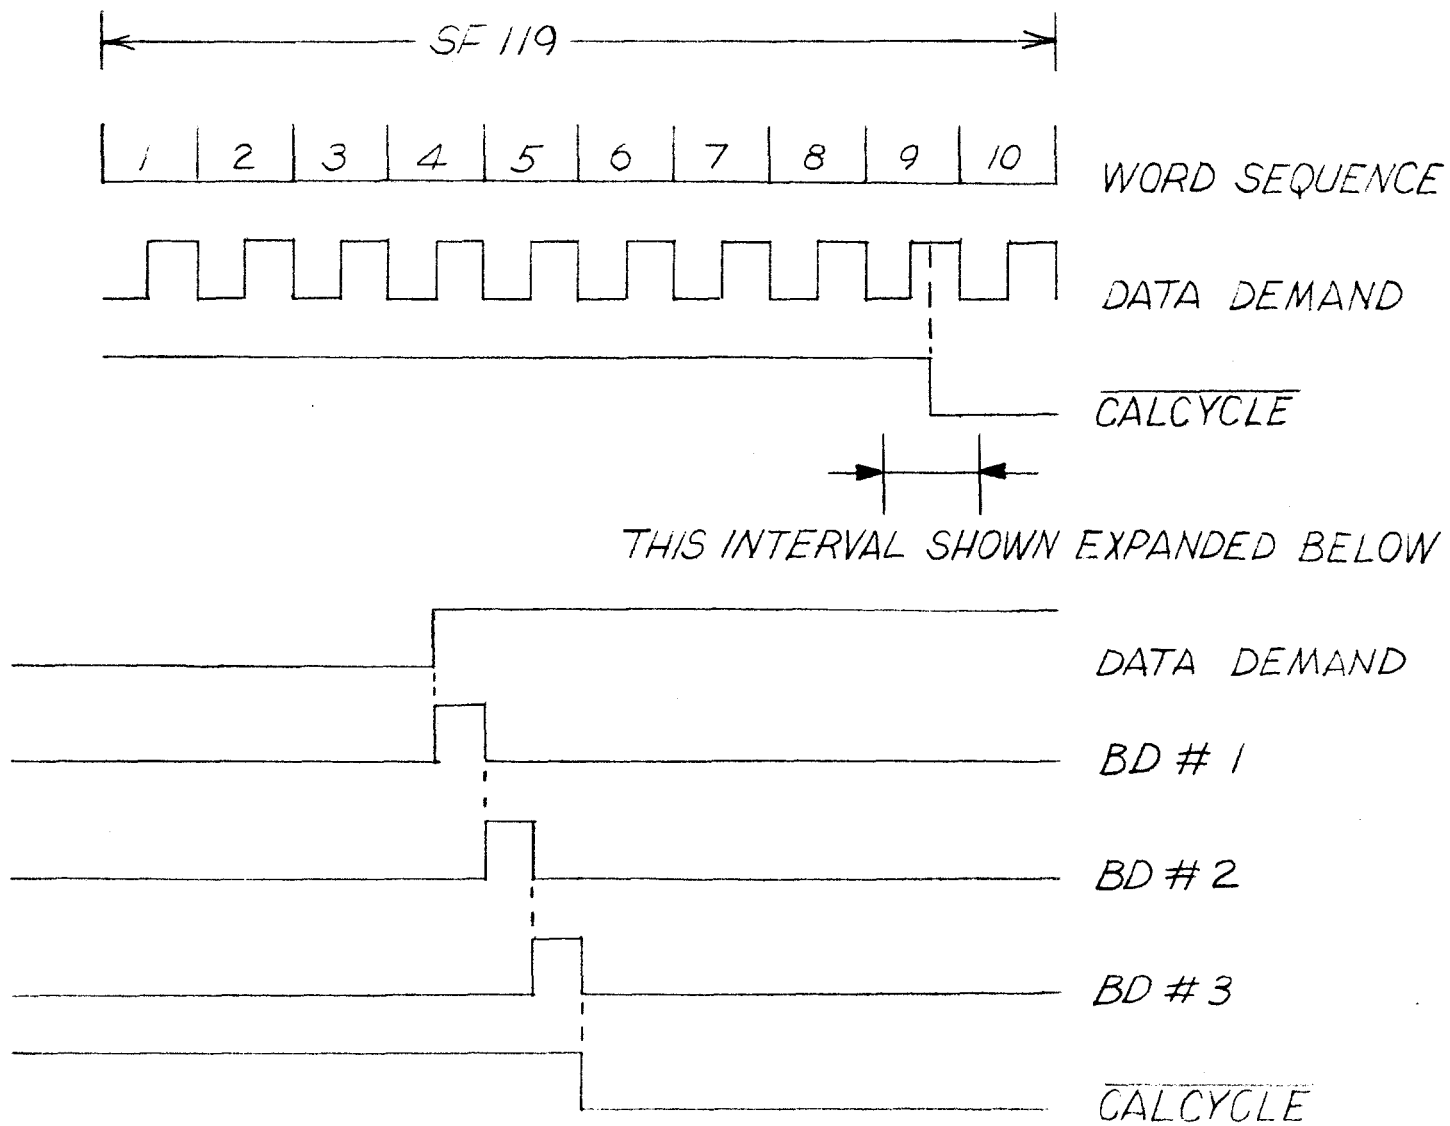 SF 119
1 2 3 4 5 6 7 8 9 10
WORD SEQUENCE
DATA DEMAND
CALCYCLE
THIS INTERVAL SHOWN EXPANDED BELOW
DATA DEMAND
BD # 1
BD # 2
BD # 3
CALCYCLE